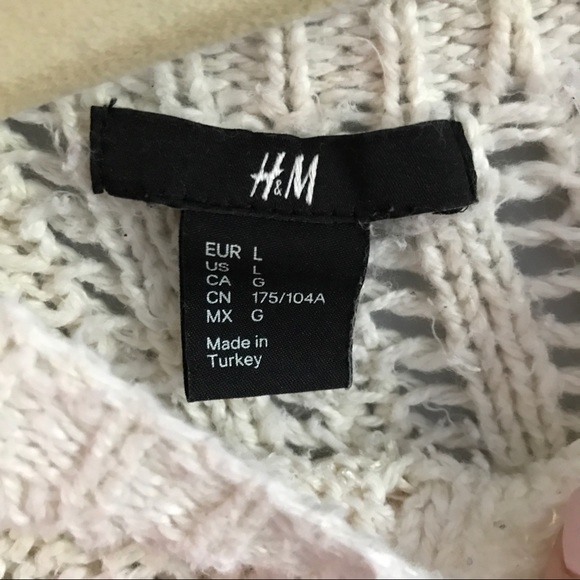 H&M
EUR L
US L
CA G
CN 175/104A
MX G
Made in
Turkey